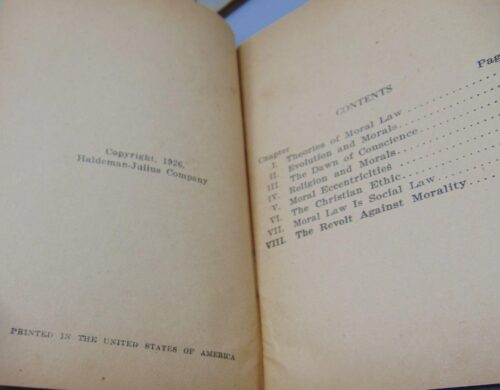 Copyright, 1926,
Haldeman-Julius Company
PRINTED IN THE UNITED STATES OF AMERICA
CONTENTS
Chapter Pag
I. Theories of Moral Law
II. Evolution and Morals
III. The Dawn of Conscience
IV. Religion and Morals
V. Moral Eccentricities
VI. The Christian Ethic
VII. Moral Law Is Social Law
VIII. The Revolt Against Morality